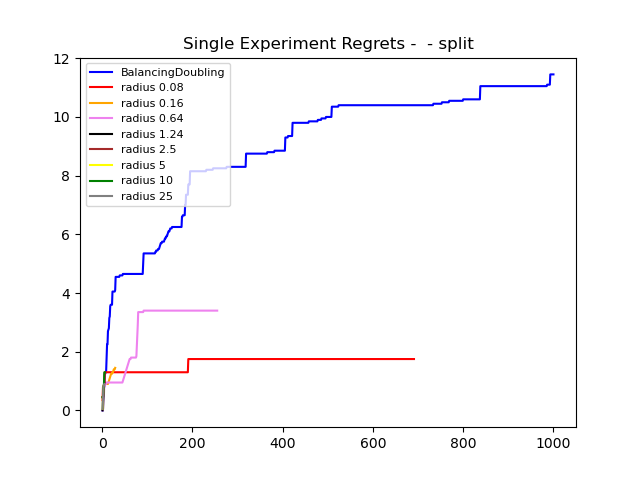 Single Experiment Regrets -  - split
12
10
8
6
4
2
0
BalancingDoubling
radius 0.08
radius 0.16
radius 0.64
radius 1.24
radius 2.5
radius 5
radius 10
radius 25
0 200 400 600 800 1000